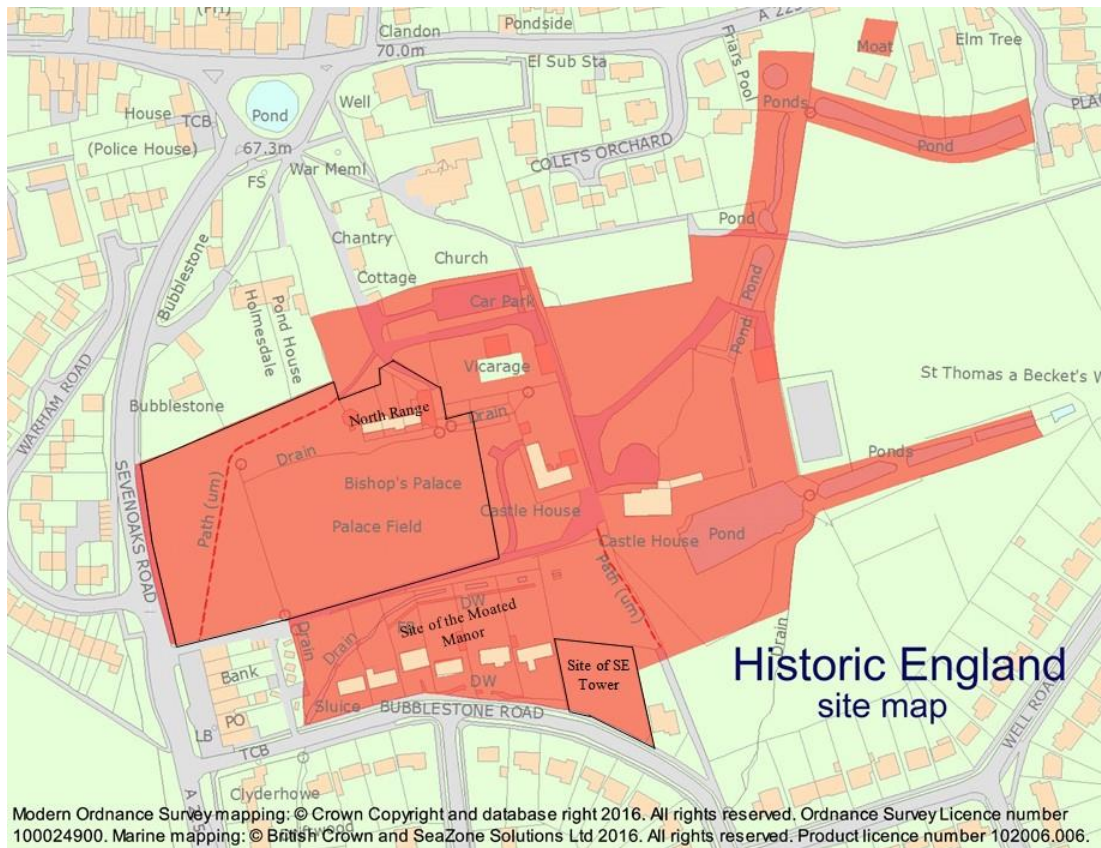 (PH)
Clandon
70.0m
Pondside
A 225
El Sub Sta
Friars Pool
Moat
Elm Tree
House
TCB
Pond
Well
Ponds
(Police House)
67.3m
War Meml
FS
COLETS ORCHARD
Pond
Bubblestone
Chantry
Cottage
Church
Pond
Holmesdale
Pond House
Car Park
Pond
WARHAM ROAD
Vicarage
St Thomas a Becket's W
Bubblestone
North Range
Drain
Drain
Ponds
Path (um)
SEVENOAKS ROAD
Bishop's Palace
Palace Field
Castle House
Castle House
Pond
Path (um)
Drain
Drain
DW
Site of the Moated
Manor
Drain
Bank
Site of SE
Tower
Historic England
site map
Sluice
DW
PO
LB
BUBBLESTONE ROAD
TCB
WELL ROAD
Clyderhowe
Modern Ordnance Survey mapping: © Crown Copyright and database right 2016. All rights reserved. Ordnance Survey Licence number
100024900. Marine mapping: © British Crown and SeaZone Solutions Ltd 2016. All rights reserved. Product licence number 102006.006.